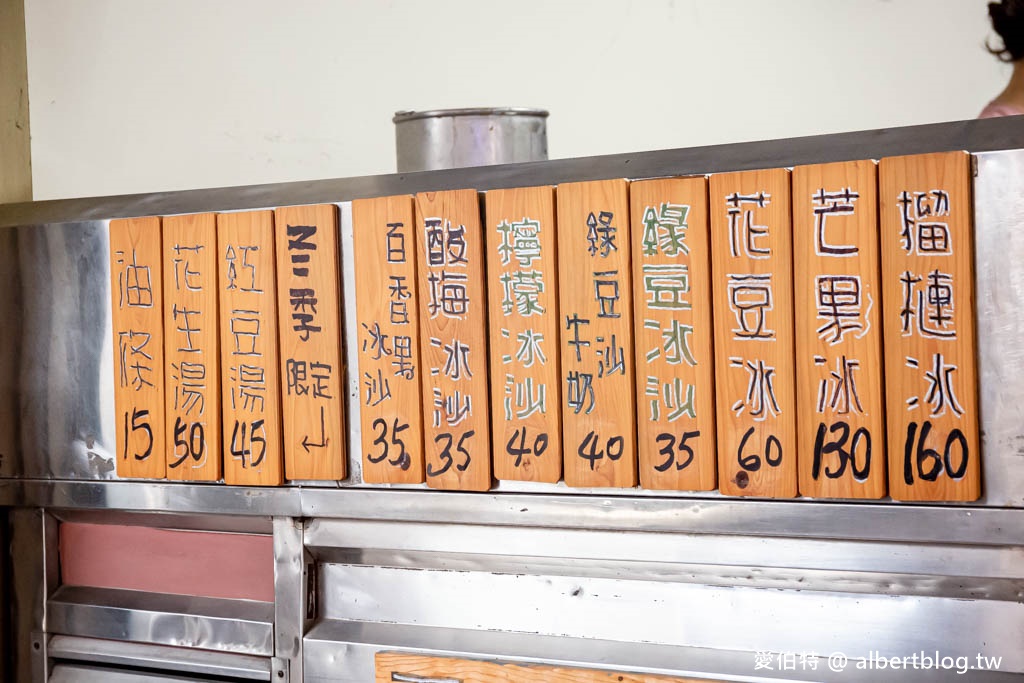 榴槤冰 160
芒果冰 130
花豆冰 60
綠豆冰沙 35
綠豆沙
牛奶 40
檸檬冰沙 40
酸梅冰沙 35
百香果
冰沙 35
冬季限定
紅豆湯 45
花生湯 50
油條 15
愛伯特 @ albertblog.tw